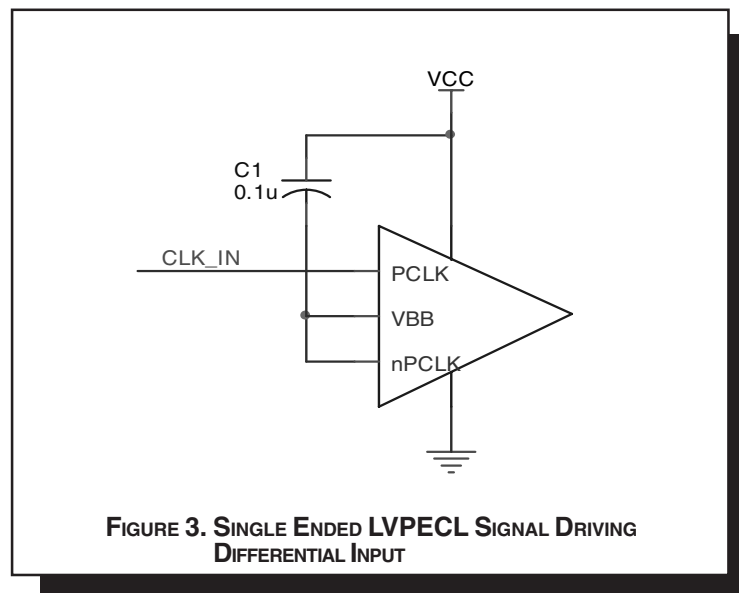 VCC
C1
0.1u
CLK_IN
PCLK
VBB
nPCLK
FIGURE 3. SINGLE ENDED LVPECL SIGNAL DRIVING
DIFFERENTIAL INPUT